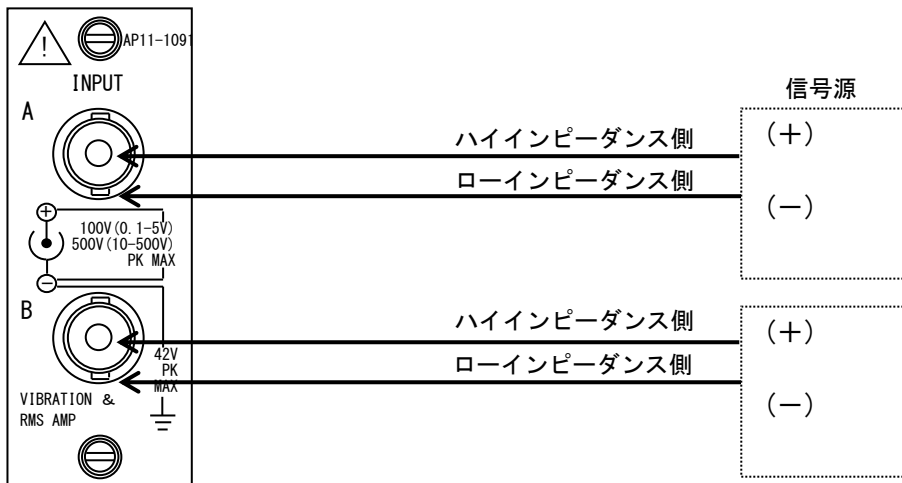 AP11-1091
INPUT
A
100V(0.1-5V)
500V(10-500V)
PK MAX
B
42V
PK
MAX
VIBRATION &
RMS AMP
信号源
ハイインピーダンス側
(+)
ローインピーダンス側
(-)
ハイインピーダンス側
(+)
ローインピーダンス側
(-)